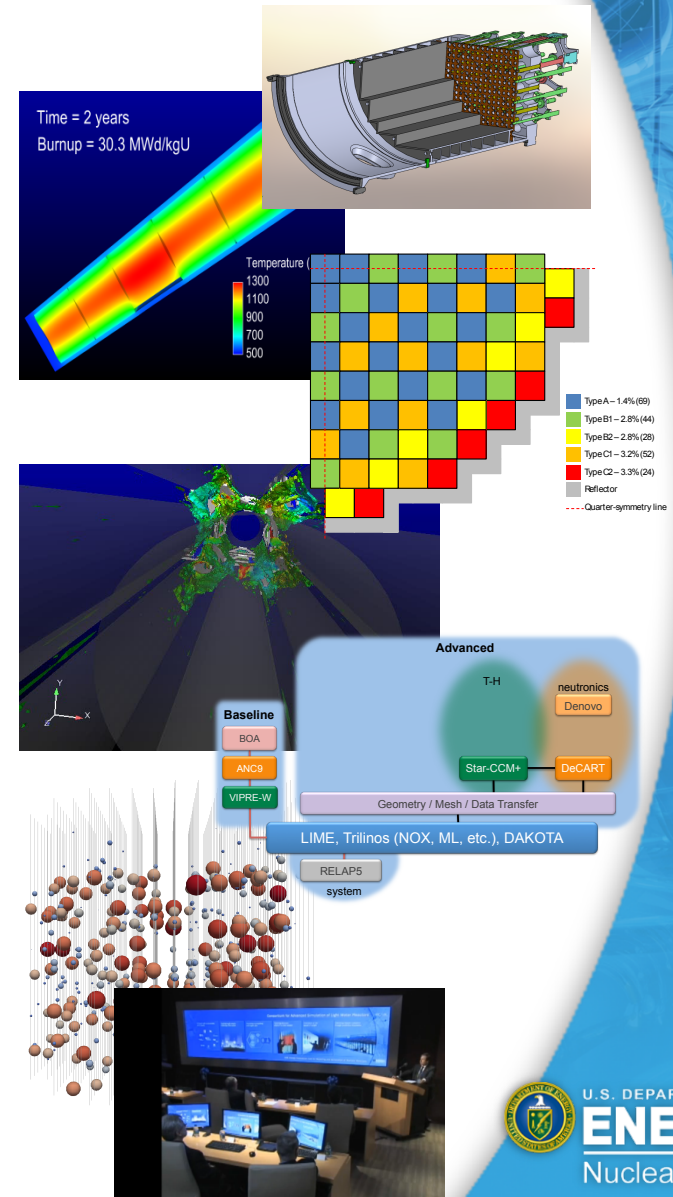 Time = 2 years
Burnup = 30.3 MWd/kgU
Temperature (
1300
1100
900
700
500
Type A – 1.4% (69)
Type B1 – 2.8% (44)
Type B2 – 2.8% (28)
Type C1 – 3.2% (52)
Type C2 – 3.3% (24)
Reflector
Quarter-symmetry line
Y
X
Advanced
T-H
neutronics
Denovo
Baseline
BOA
ANC9
VIPRE-W
Star-CCM+
DeCART
Geometry / Mesh / Data Transfer
LIME, Trilinos (NOX, ML, etc.), DAKOTA
RELAP5
system
U.S. DEPAR
ENE
Nuclea